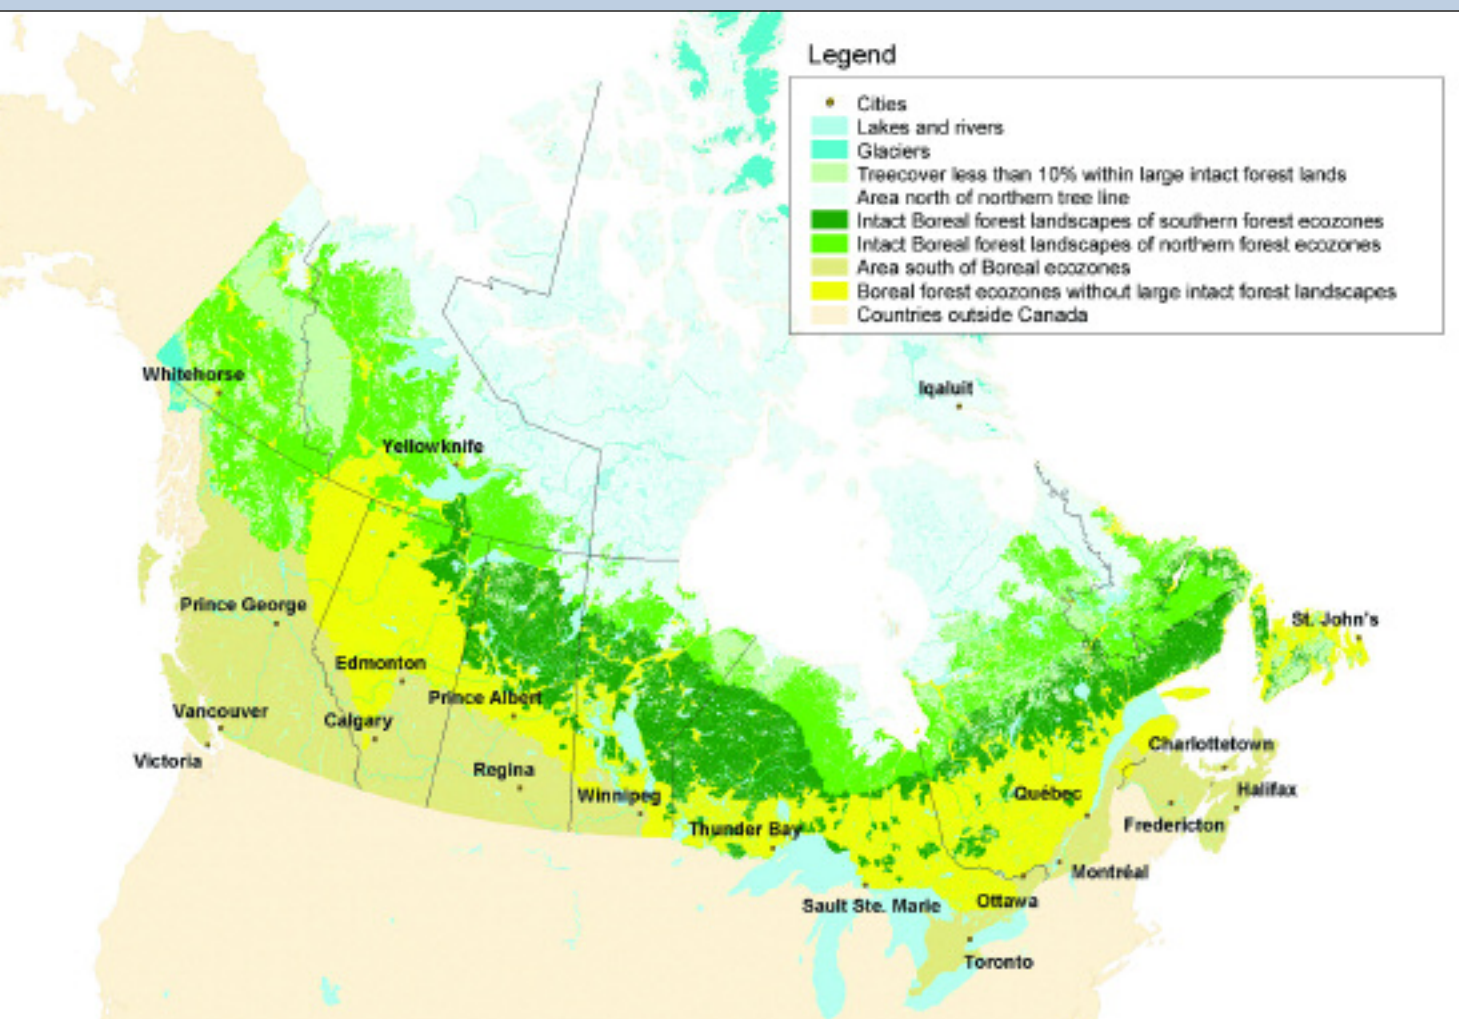 Legend
Cities
Lakes and rivers
Glaciers
Treecover less than 10% within large intact forest lands
Area north of northern tree line
Intact Boreal forest landscapes of southern forest ecozones
Intact Boreal forest landscapes of northern forest ecozones
Area south of Boreal ecozones
Boreal forest ecozones without large intact forest landscapes
Countries outside Canada
Whitehorse
Iqaluit
Yellowknife
Prince George
St. John's
Edmonton
Prince Albert
Vancouver
Calgary
Charlottetown
Victoria
Regina
Winnipeg
Québec
Halifax
Thunder Bay
Fredericton
Montréal
Sault Ste. Marie
Ottawa
Toronto